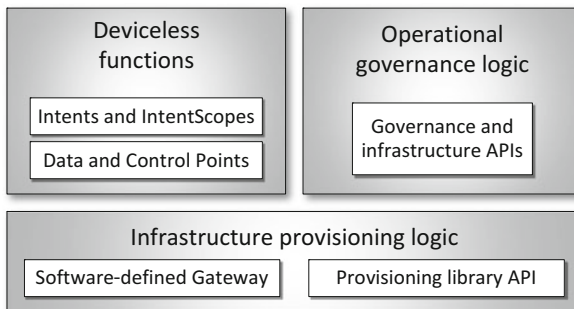 Deviceless
functions
Intents and IntentScopes
Data and Control Points
Operational
governance logic
Governance and
infrastructure APIs
Infrastructure provisioning logic
Software-defined Gateway
Provisioning library API